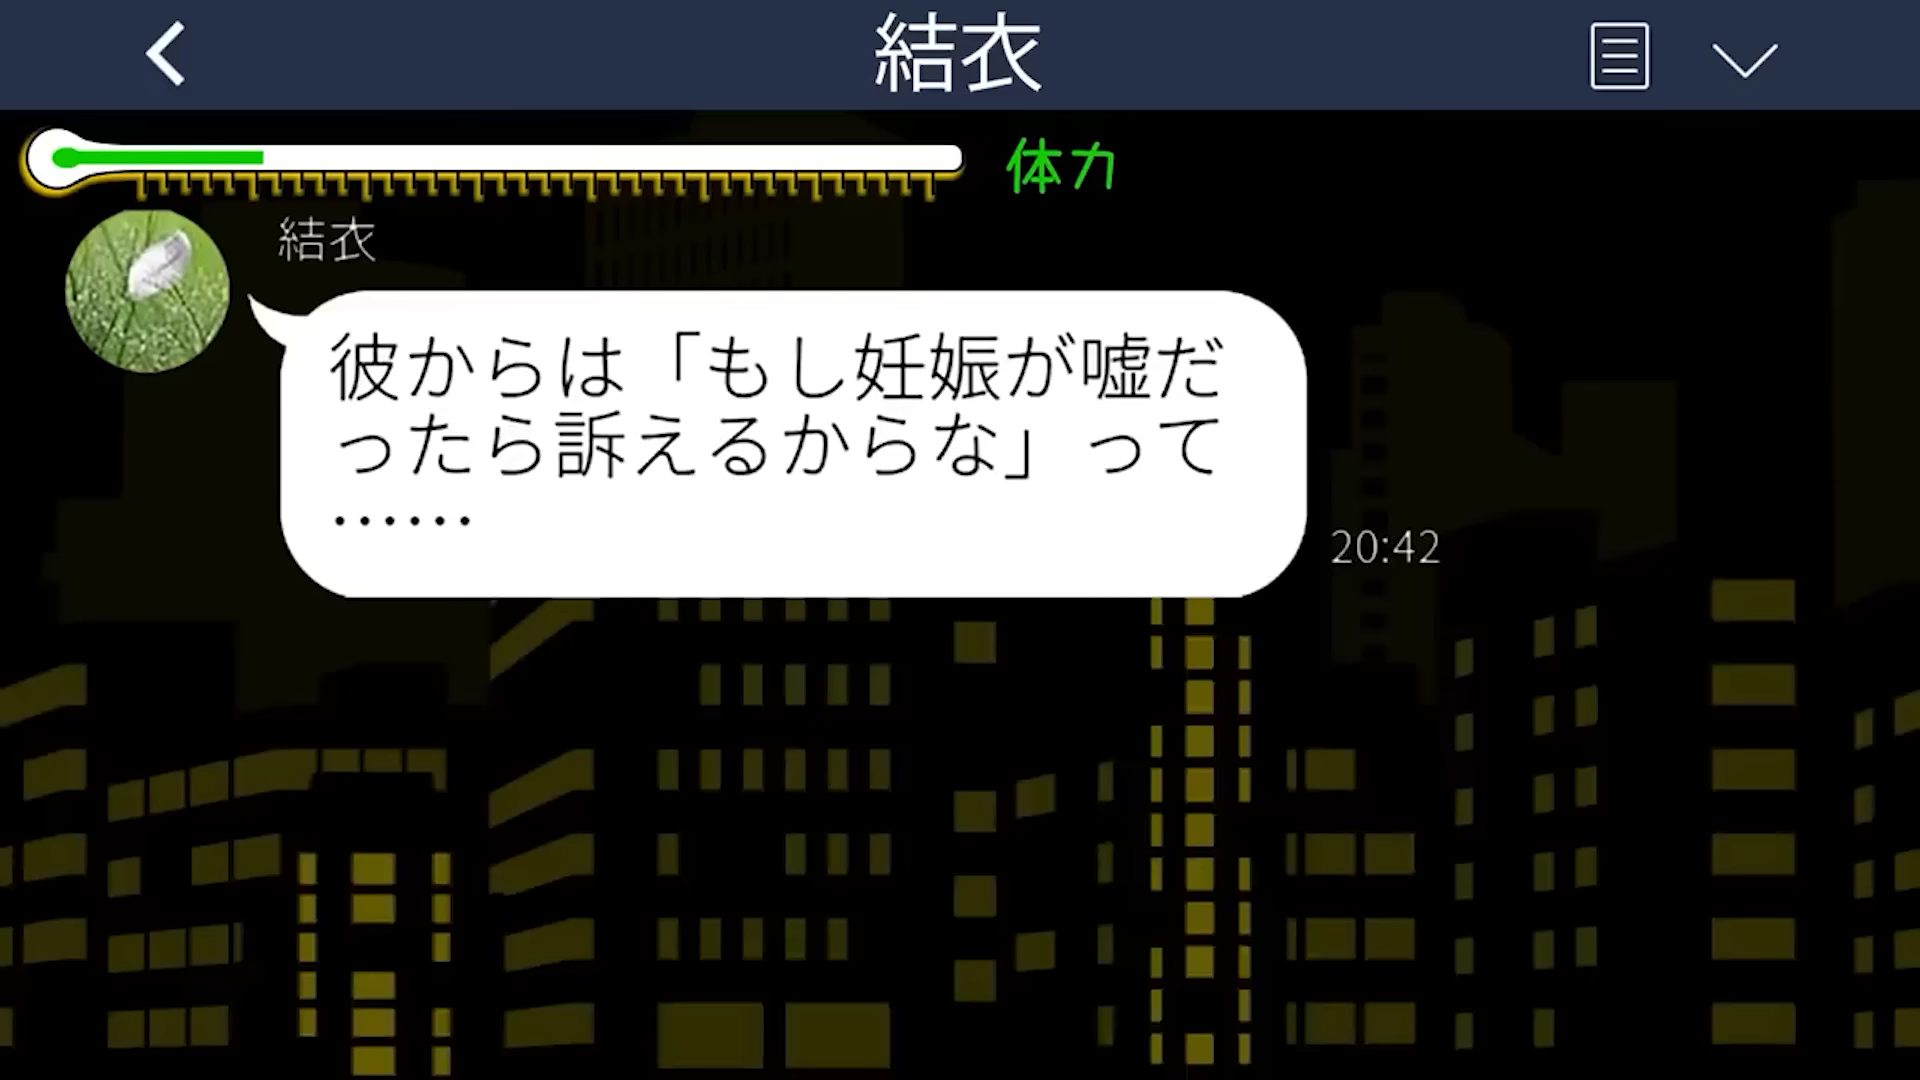 結衣
体力
結衣
彼からは「もし妊娠が嘘だ
ったら訴えるからな」って
……
20:42